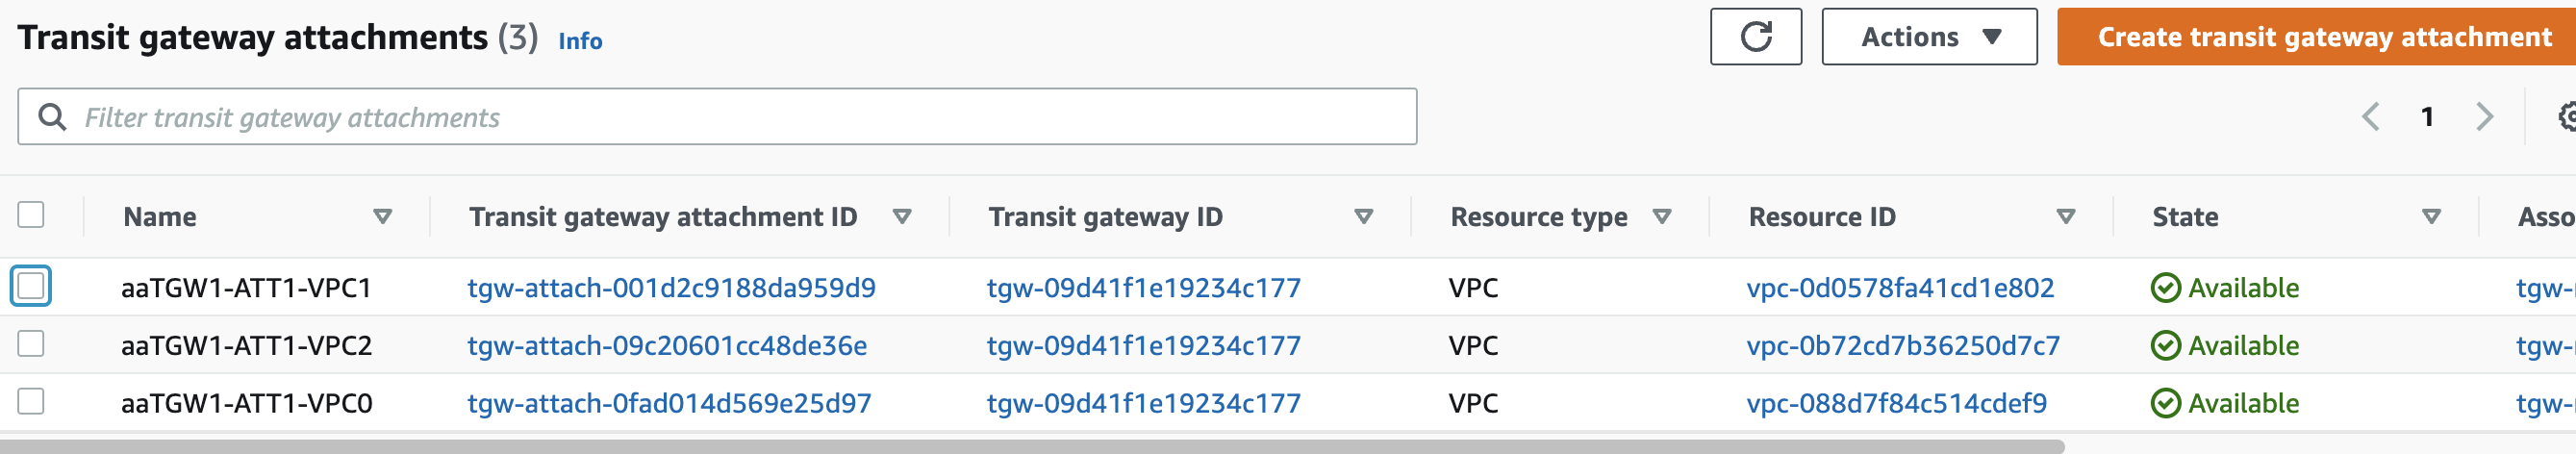 Transit gateway attachments (3) Info Actions Create transit gateway attachment
Filter transit gateway attachments 1
Name Transit gateway attachment ID Transit gateway ID Resource type Resource ID State Asso
aaTGW1-ATT1-VPC1 tgw-attach-001d2c9188da959d9 tgw-09d41f1e19234c177 VPC vpc-0d0578fa41cd1e802 Available tgw-
aaTGW1-ATT1-VPC2 tgw-attach-09c20601cc48de36e tgw-09d41f1e19234c177 VPC vpc-0b72cd7b36250d7c7 Available tgw-
aaTGW1-ATT1-VPC0 tgw-attach-0fad014d569e25d97 tgw-09d41f1e19234c177 VPC vpc-088d7f84c514cdef9 Available tgw-